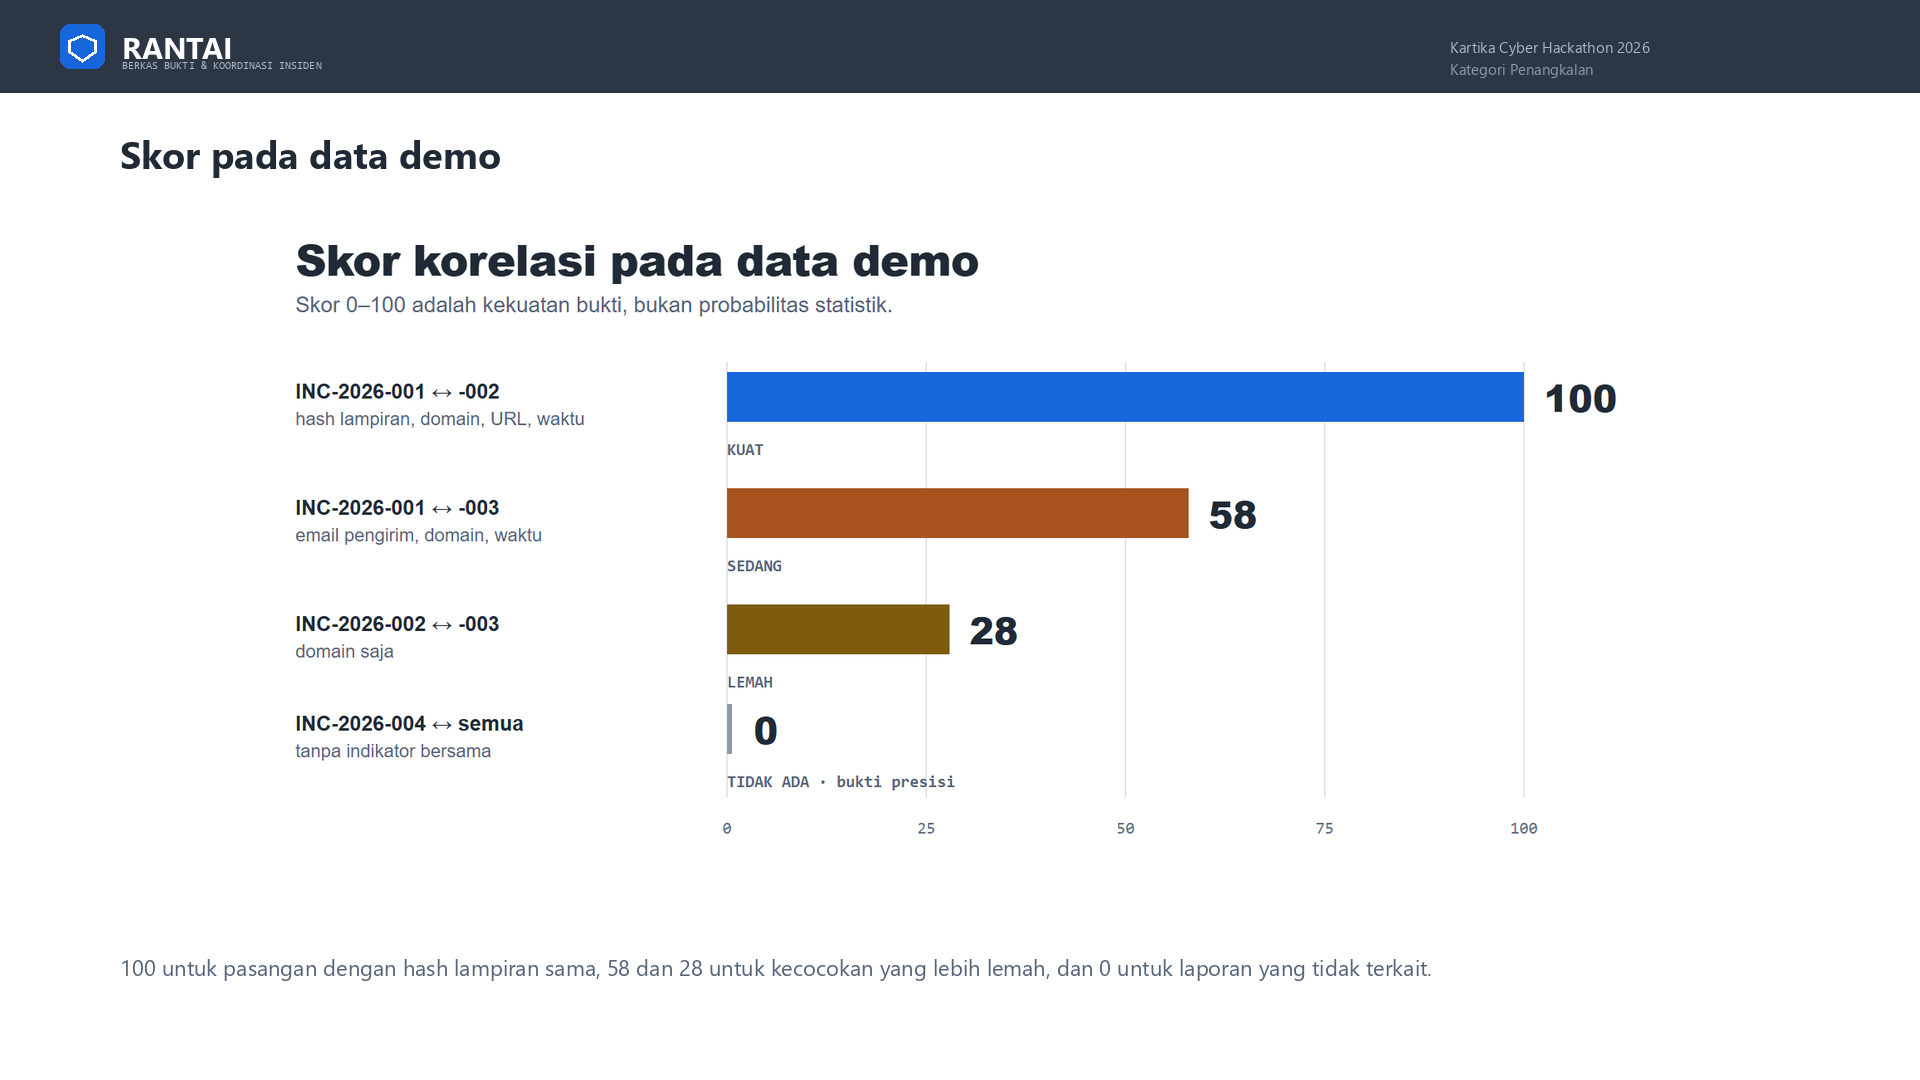 RANTAI
BERKAS BUKTI & KOORDINASI INSIDEN
Kartika Cyber Hackathon 2026
Kategori Penangkalan
Skor pada data demo
Skor korelasi pada data demo
Skor 0–100 adalah kekuatan bukti, bukan probabilitas statistik.
INC-2026-001 ↔ -002
hash lampiran, domain, URL, waktu
100
KUAT
INC-2026-001 ↔ -003
email pengirim, domain, waktu
58
SEDANG
INC-2026-002 ↔ -003
domain saja
28
LEMAH
INC-2026-004 ↔ semua
tanpa indikator bersama
0
TIDAK ADA · bukti presisi
0 25 50 75 100
100 untuk pasangan dengan hash lampiran sama, 58 dan 28 untuk kecocokan yang lebih lemah, dan 0 untuk laporan yang tidak terkait.